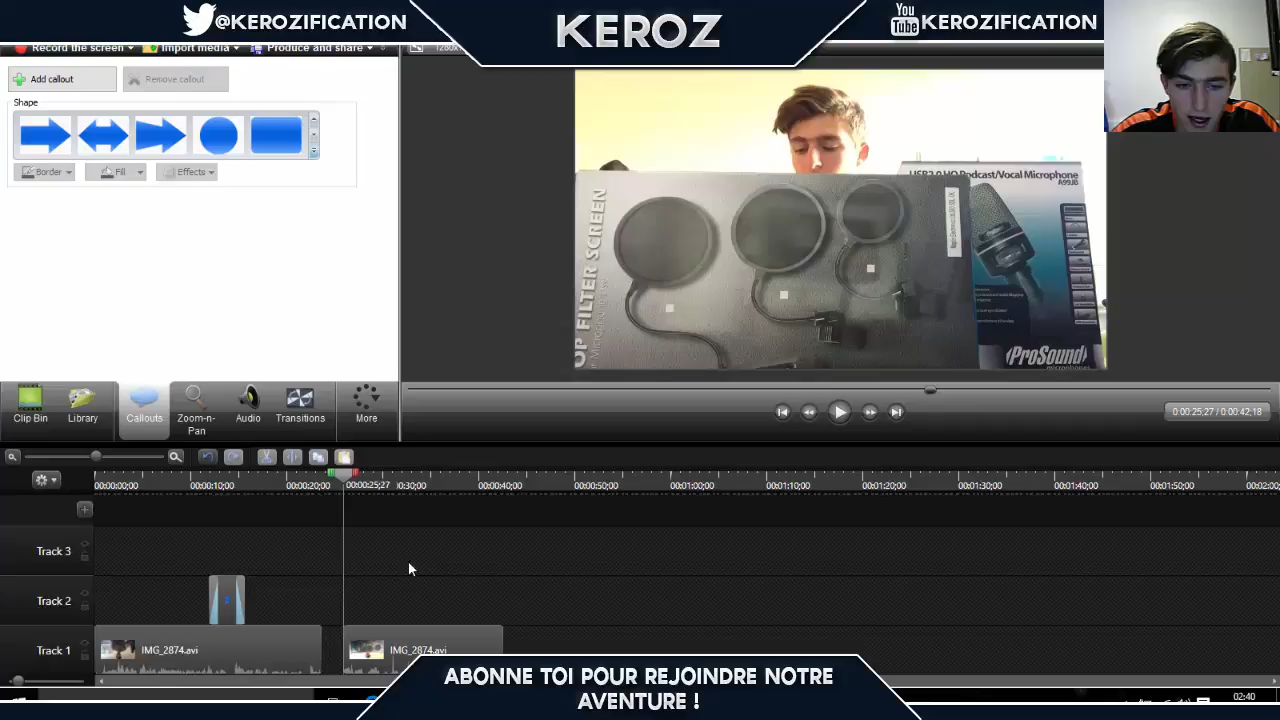 @KEROZIFICATION
KEROZ
You Tube KEROZIFICATION
Record the screen
Import media
Produce and share
Add callout
Remove callout
Shape
Border
Fill
Effects
POP FILTER SCREEN
USB2.0 HQ Podcast/Vocal Microphone
ProSound
microphones
Clip Bin
Library
Callouts
Zoom-n-Pan
Audio
Transitions
More
0:00:25;27 / 0:00:42;18
00:00:00;00
00:00:10;00
00:00:20;00
00:00:25;27
00:00:40;00
00:00:50;00
00:01:00;00
00:01:10;00
00:01:20;00
00:01:30;00
00:01:40;00
00:01:50;00
Track 3
Track 2
Track 1
IMG_2874.avi
IMG_2874.avi
ABONNE TOI POUR REJOINDRE NOTRE
AVENTURE !
02:40